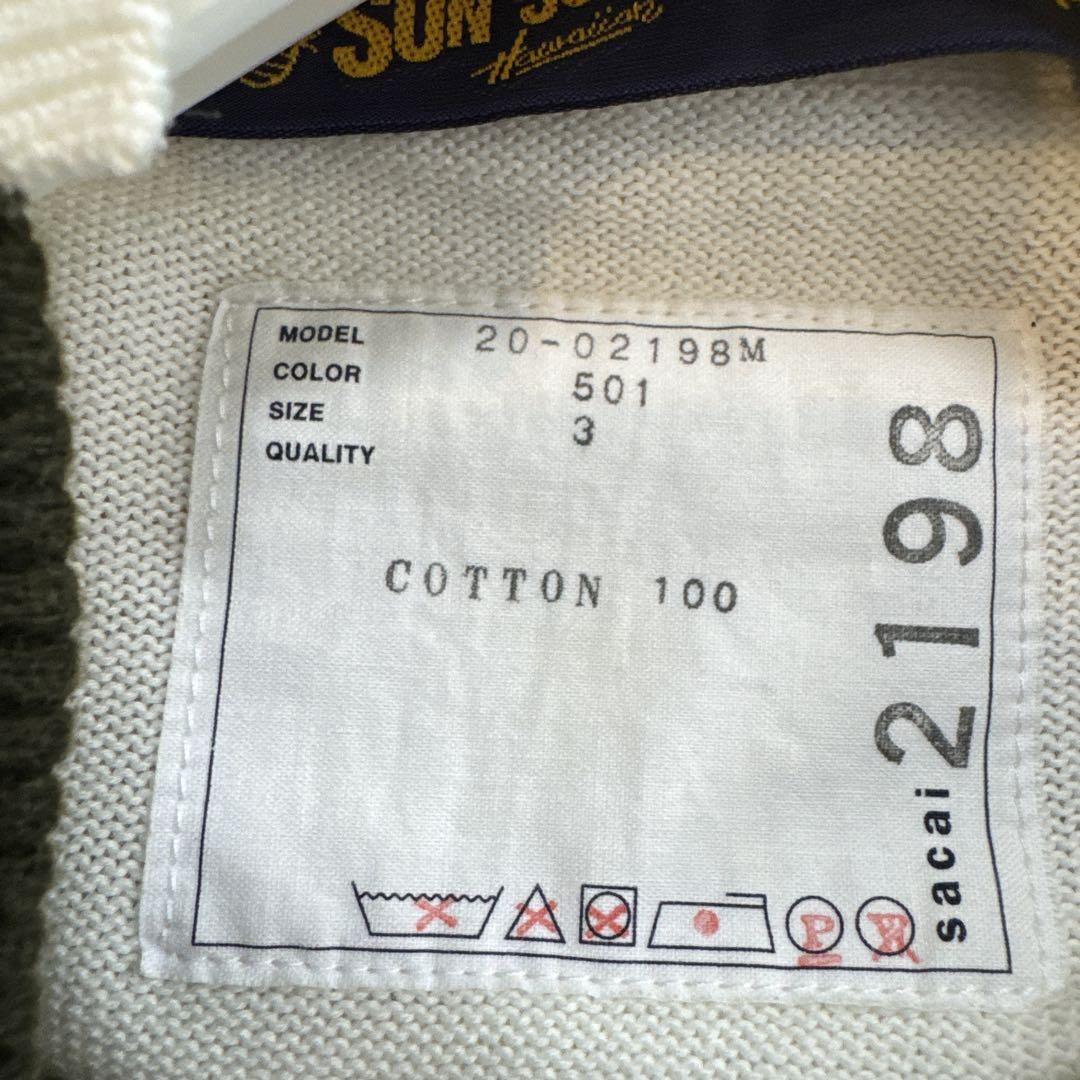 SUN
Hawaiian
MODEL 20-02198M
COLOR 501
SIZE 3
QUALITY
COTTON 100
P
W
sacai 2198